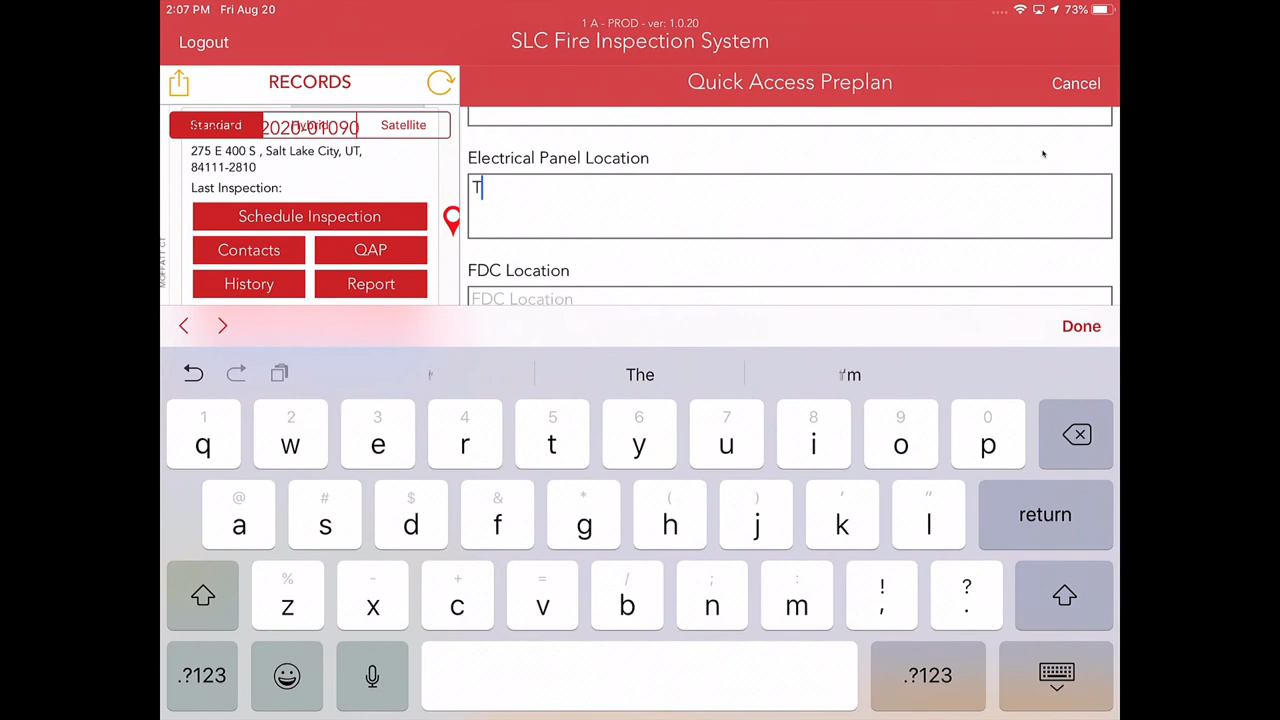 2:07 PM Fri Aug 20
73%
1 A - PROD - ver: 1.0.20
Logout
SLC Fire Inspection System
RECORDS
Quick Access Preplan
Cancel
Standard
Hybrid
Satellite
2020-01090
275 E 400 S , Salt Lake City, UT,
84111-2810
Last Inspection:
Schedule Inspection
Contacts
QAP
History
Report
Electrical Panel Location
T
FDC Location
FDC Location
Done
The
I'm
1 2 3 4 5 6 7 8 9 0
q w e r t y u i o p
@ # $ & * ( ) ' "
a s d f g h j k l return
% - + = / ; : ! ?
z x c v b n m , .
.?123 .?123